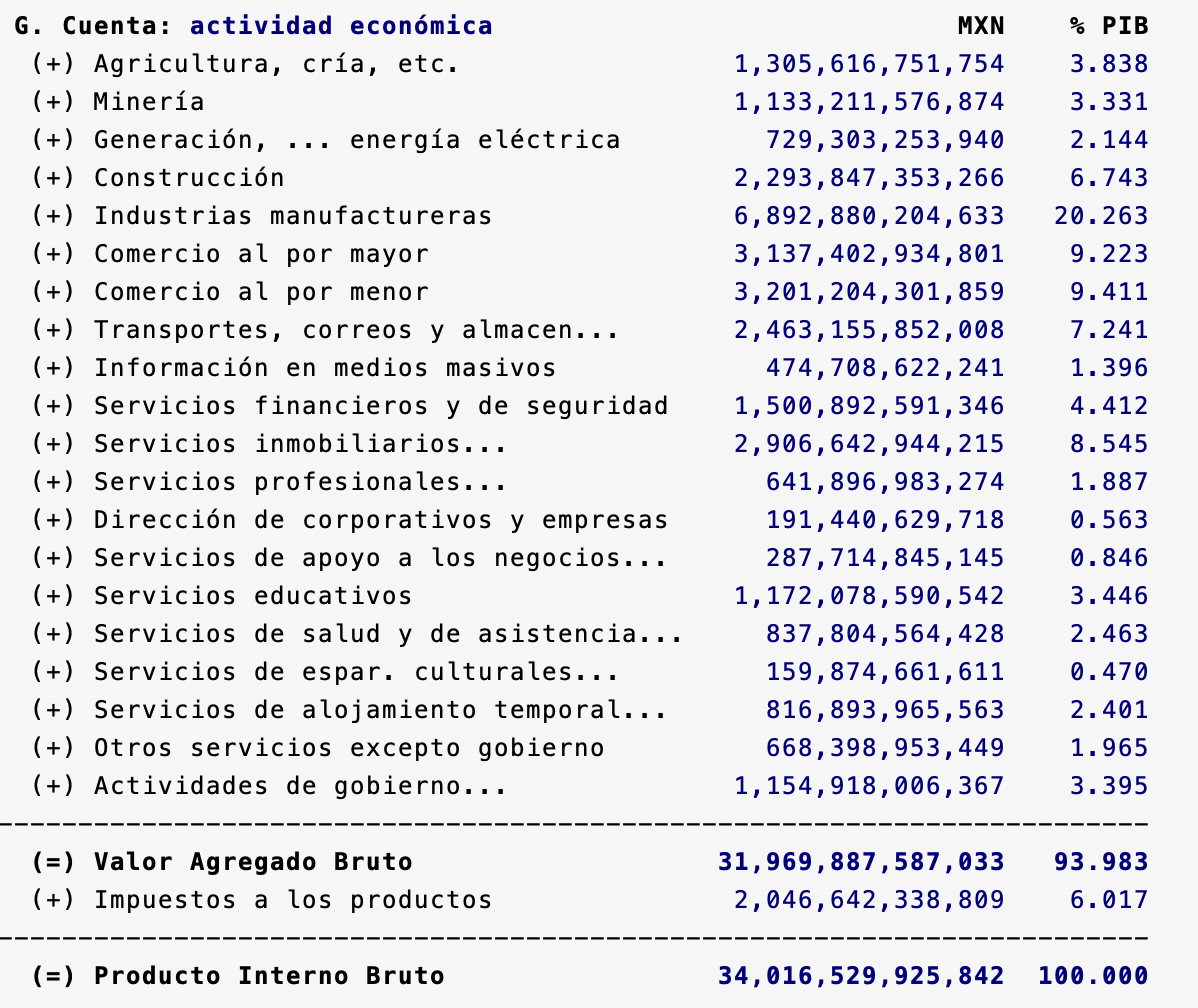 G. Cuenta: actividad económica MXN % PIB
(+) Agricultura, cría, etc. 1,305,616,751,754 3.838
(+) Minería 1,133,211,576,874 3.331
(+) Generación, ... energía eléctrica 729,303,253,940 2.144
(+) Construcción 2,293,847,353,266 6.743
(+) Industrias manufactureras 6,892,880,204,633 20.263
(+) Comercio al por mayor 3,137,402,934,801 9.223
(+) Comercio al por menor 3,201,204,301,859 9.411
(+) Transportes, correos y almacen... 2,463,155,852,008 7.241
(+) Información en medios masivos 474,708,622,241 1.396
(+) Servicios financieros y de seguridad 1,500,892,591,346 4.412
(+) Servicios inmobiliarios... 2,906,642,944,215 8.545
(+) Servicios profesionales... 641,896,983,274 1.887
(+) Dirección de corporativos y empresas 191,440,629,718 0.563
(+) Servicios de apoyo a los negocios... 287,714,845,145 0.846
(+) Servicios educativos 1,172,078,590,542 3.446
(+) Servicios de salud y de asistencia... 837,804,564,428 2.463
(+) Servicios de espar. culturales... 159,874,661,611 0.470
(+) Servicios de alojamiento temporal... 816,893,965,563 2.401
(+) Otros servicios excepto gobierno 668,398,953,449 1.965
(+) Actividades de gobierno... 1,154,918,006,367 3.395
------------------------------------------------------------------------
(=) Valor Agregado Bruto 31,969,887,587,033 93.983
(+) Impuestos a los productos 2,046,642,338,809 6.017
------------------------------------------------------------------------
(=) Producto Interno Bruto 34,016,529,925,842 100.000